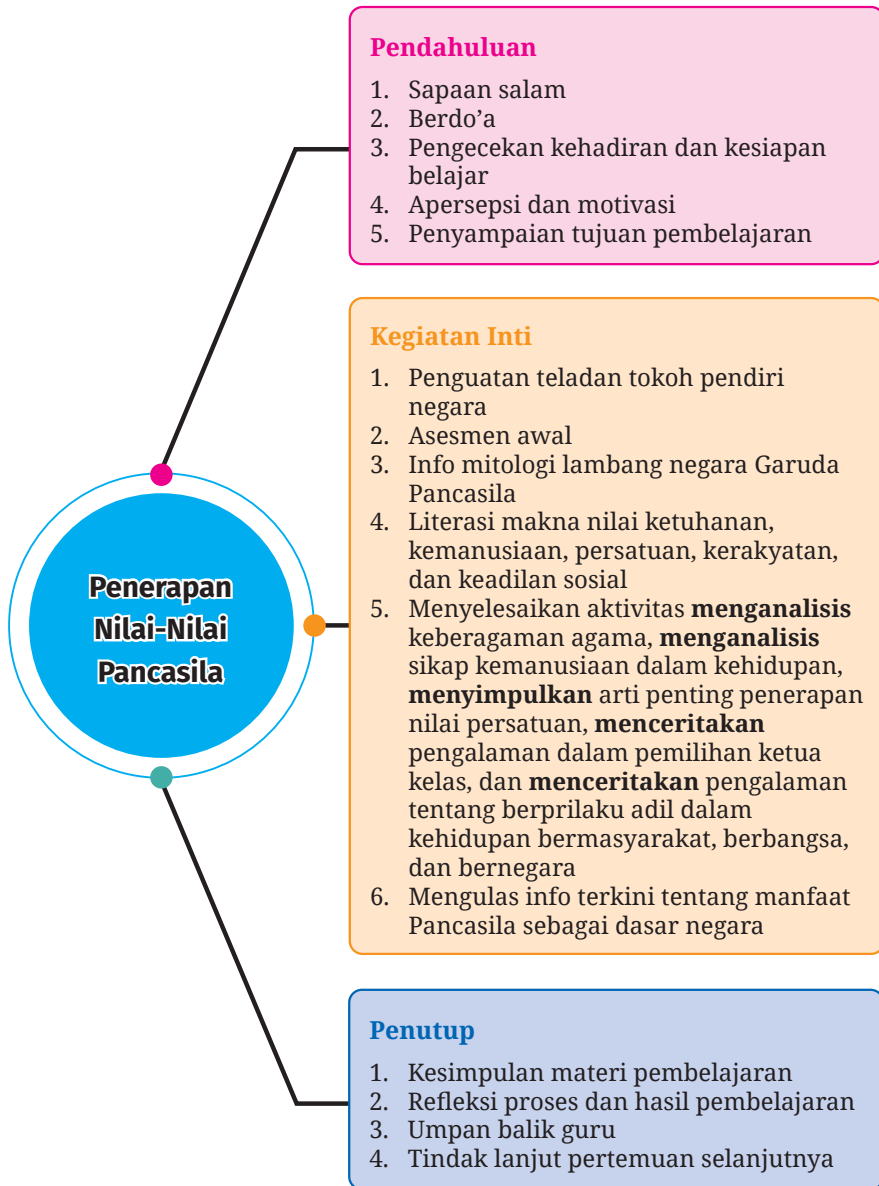 Pendahuluan
1. Sapaan salam
2. Berdo’a
3. Pengecekan kehadiran dan kesiapan
belajar
4. Apersepsi dan motivasi
5. Penyampaian tujuan pembelajaran
Kegiatan Inti
1. Penguatan teladan tokoh pendiri
negara
2. Asesmen awal
3. Info mitologi lambang negara Garuda
Pancasila
4. Literasi makna nilai ketuhanan,
kemanusiaan, persatuan, kerakyatan,
dan keadilan sosial
5. Menyelesaikan aktivitas menganalisis
keberagaman agama, menganalisis
sikap kemanusiaan dalam kehidupan,
menyimpulkan arti penting penerapan
nilai persatuan, menceritakan
pengalaman dalam pemilihan ketua
kelas, dan menceritakan pengalaman
tentang berprilaku adil dalam
kehidupan bermasyarakat, berbangsa,
dan bernegara
6. Mengulas info terkini tentang manfaat
Pancasila sebagai dasar negara
Penerapan
Nilai-Nilai
Pancasila
Penutup
1. Kesimpulan materi pembelajaran
2. Refleksi proses dan hasil pembelajaran
3. Umpan balik guru
4. Tindak lanjut pertemuan selanjutnya